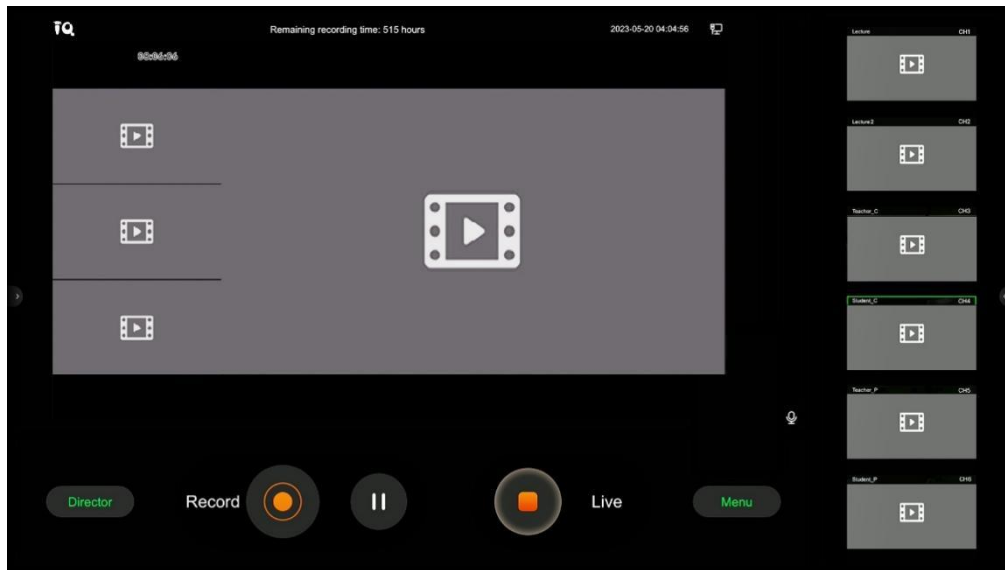 IQ
Remaining recording time: 515 hours
2023-05-20 04:04:56
Lecture CH1
Lecture2 CH2
Teacher_C CH3
Student_C CH4
Teacher_P CH5
Student_P CH6
Director
Record
Live
Menu